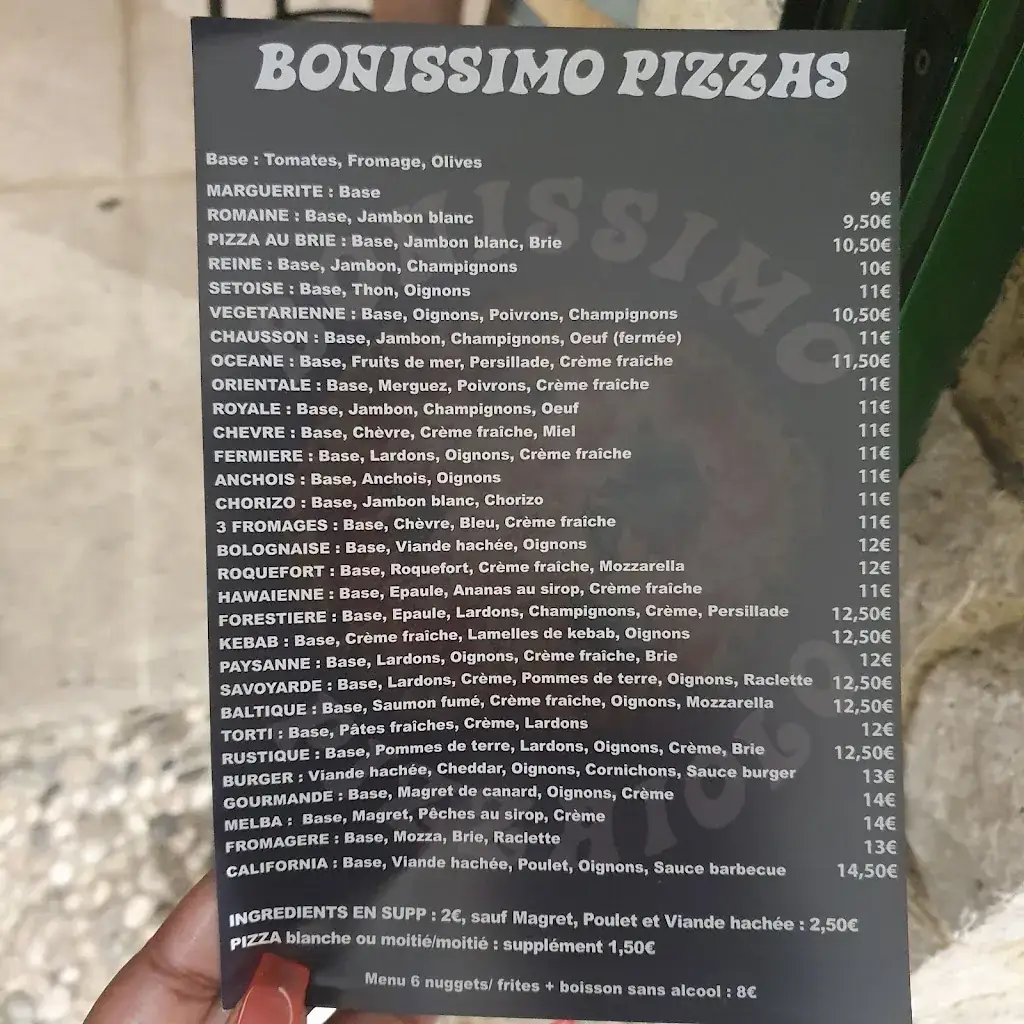 BONISSIMO PIZZAS
Base : Tomates, Fromage, Olives
MARGUERITE : Base 9€
ROMAINE : Base, Jambon blanc 9,50€
PIZZA AU BRIE : Base, Jambon blanc, Brie 10,50€
REINE : Base, Jambon, Champignons 10€
SETOISE : Base, Thon, Oignons 11€
VEGETARIENNE : Base, Oignons, Poivrons, Champignons 10,50€
CHAUSSON : Base, Jambon, Champignons, Oeuf (fermée) 11€
OCEANE : Base, Fruits de mer, Persillade, Crème fraîche 11,50€
ORIENTALE : Base, Merguez, Poivrons, Crème fraîche 11€
ROYALE : Base, Jambon, Champignons, Oeuf 11€
CHEVRE : Base, Chèvre, Crème fraîche, Miel 11€
FERMIERE : Base, Lardons, Oignons, Crème fraîche 11€
ANCHOIS : Base, Anchois, Oignons 11€
CHORIZO : Base, Jambon blanc, Chorizo 11€
3 FROMAGES : Base, Chèvre, Bleu, Crème fraîche 11€
BOLOGNAISE : Base, Viande hachée, Oignons 12€
ROQUEFORT : Base, Roquefort, Crème fraîche, Mozzarella 12€
HAWAIENNE : Base, Epaule, Ananas au sirop, Crème fraîche 11€
FORESTIERE : Base, Epaule, Lardons, Champignons, Crème, Persillade 12,50€
KEBAB : Base, Crème fraîche, Lamelles de kebab, Oignons 12,50€
PAYSANNE : Base, Lardons, Oignons, Crème fraîche, Brie 12€
SAVOYARDE : Base, Lardons, Crème, Pommes de terre, Oignons, Raclette 12,50€
BALTIQUE : Base, Saumon fumé, Crème fraîche, Oignons, Mozzarella 12,50€
TORTI : Base, Pâtes fraîches, Crème, Lardons 12€
RUSTIQUE : Base, Pommes de terre, Lardons, Oignons, Crème, Brie 12,50€
BURGER : Viande hachée, Cheddar, Oignons, Cornichons, Sauce burger 13€
GOURMANDE : Base, Magret de canard, Oignons, Crème 14€
MELBA : Base, Magret, Pêches au sirop, Crème 14€
FROMAGERE : Base, Mozza, Brie, Raclette 13€
CALIFORNIA : Base, Viande hachée, Poulet, Oignons, Sauce barbecue 14,50€
INGREDIENTS EN SUPP : 2€, sauf Magret, Poulet et Viande hachée : 2,50€
PIZZA blanche ou moitié/moitié : supplément 1,50€
Menu 6 nuggets/ frites + boisson sans alcool : 8€